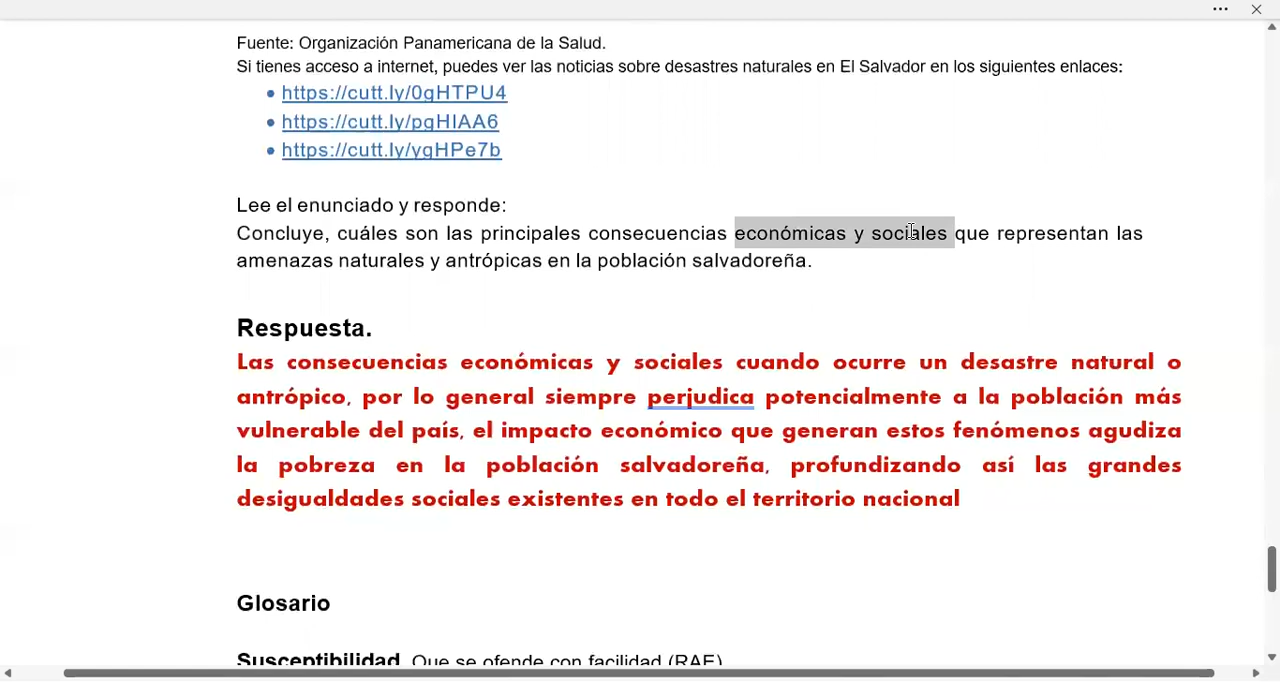 Fuente: Organización Panamericana de la Salud.
Si tienes acceso a internet, puedes ver las noticias sobre desastres naturales en El Salvador en los siguientes enlaces:
• https://cutt.ly/0gHTPU4
• https://cutt.ly/pgHIAA6
• https://cutt.ly/ygHPe7b
Lee el enunciado y responde:
Concluye, cuáles son las principales consecuencias económicas y sociales que representan las
amenazas naturales y antrópicas en la población salvadoreña.
Respuesta.
Las consecuencias económicas y sociales cuando ocurre un desastre natural o
antrópico, por lo general siempre perjudica potencialmente a la población más
vulnerable del país, el impacto económico que generan estos fenómenos agudiza
la pobreza en la población salvadoreña, profundizando así las grandes
desigualdades sociales existentes en todo el territorio nacional
Glosario
Susceptibilidad. Que se ofende con facilidad (RAE)